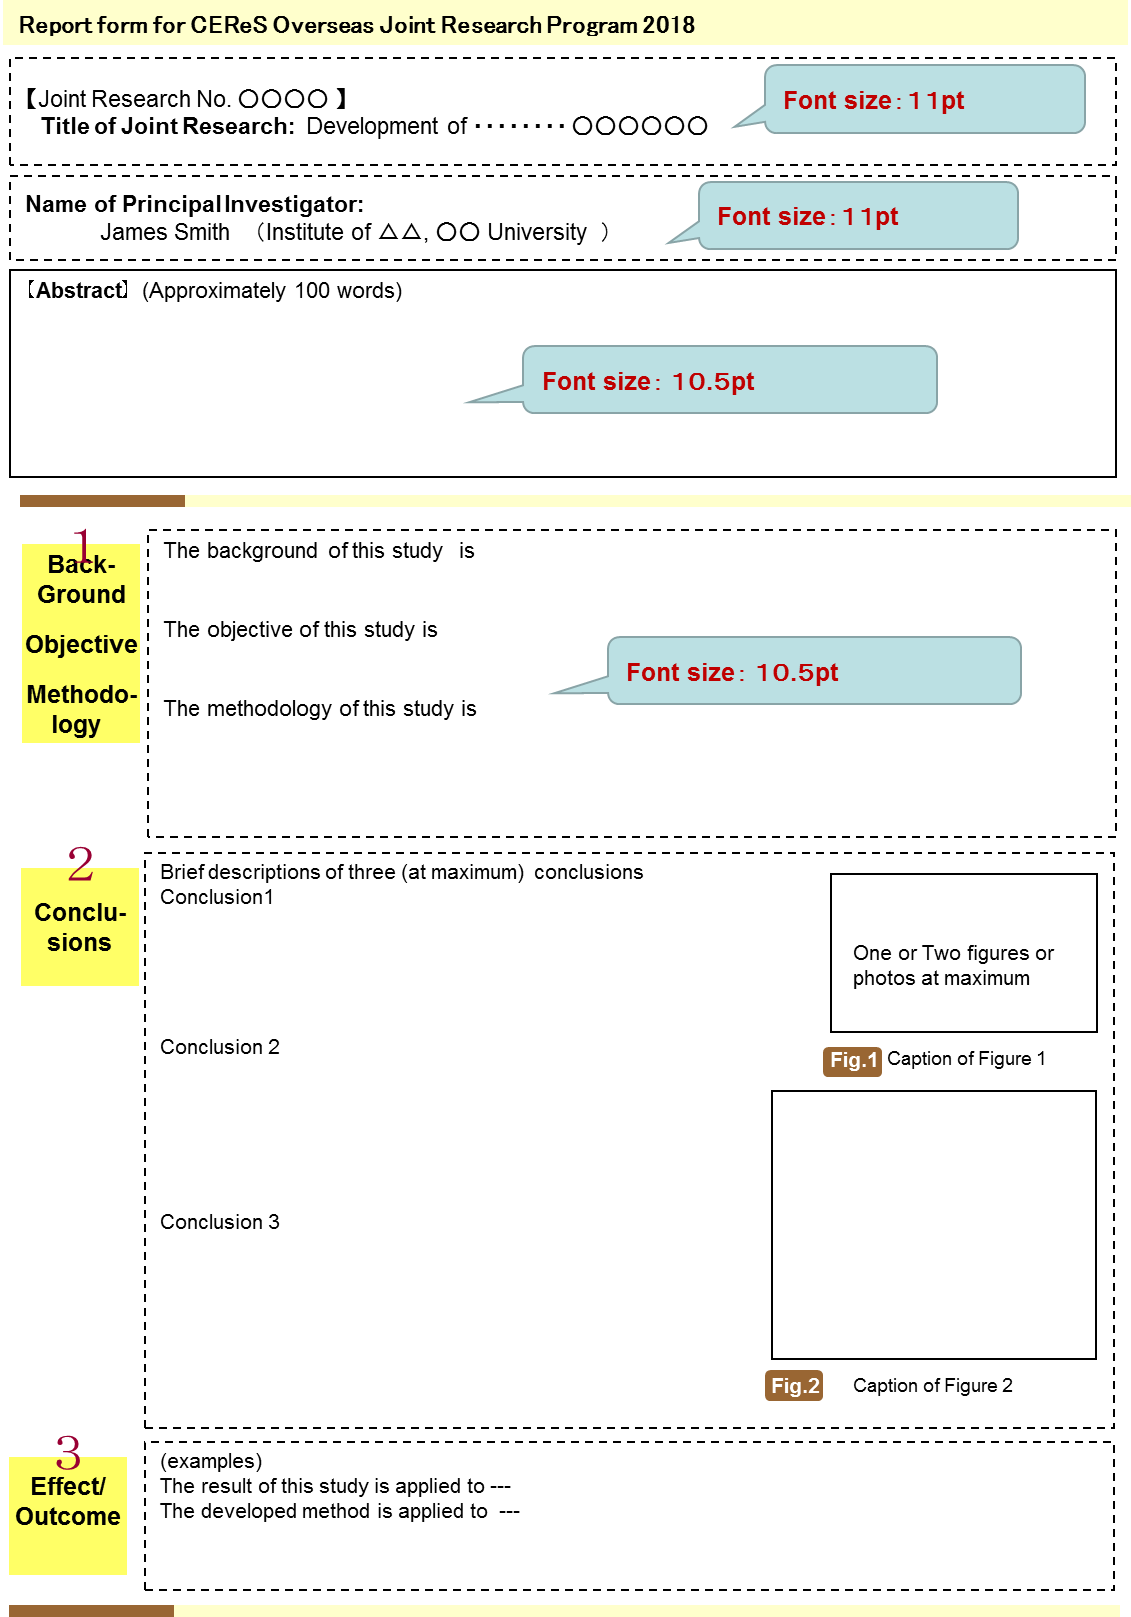 Report form for CEReS Overseas Joint Research Program 2018
【Joint Research No. 〇〇〇〇 】
Font size：11pt
Title of Joint Research: Development of ‥‥‥‥ 〇〇〇〇〇〇
Name of Principal Investigator:
Font size：11pt
James Smith （Institute of △△, 〇〇 University ）
【Abstract】 (Approximately 100 words)
Font size： 10.5pt
1
Back-
Ground
Objective
Methodo-
logy
The background of this study is
The objective of this study is
Font size： 10.5pt
The methodology of this study is
2
Conclu-
sions
Brief descriptions of three (at maximum) conclusions
Conclusion1
One or Two figures or
photos at maximum
Conclusion 2
Fig.1 Caption of Figure 1
Conclusion 3
Fig.2 Caption of Figure 2
3
Effect/
Outcome
(examples)
The result of this study is applied to ---
The developed method is applied to ---